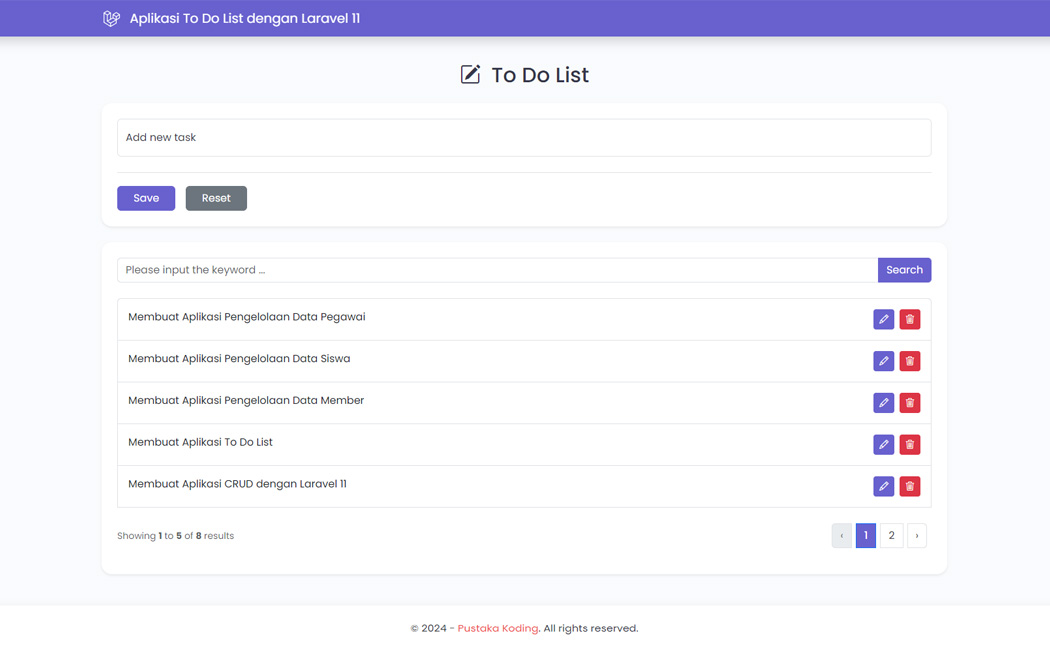 Aplikasi To Do List dengan Laravel 11
To Do List
Add new task
Save Reset
Please input the keyword ... Search
Membuat Aplikasi Pengelolaan Data Pegawai
Membuat Aplikasi Pengelolaan Data Siswa
Membuat Aplikasi Pengelolaan Data Member
Membuat Aplikasi To Do List
Membuat Aplikasi CRUD dengan Laravel 11
Showing 1 to 5 of 8 results ‹ 1 2 ›
© 2024 - Pustaka Koding. All rights reserved.